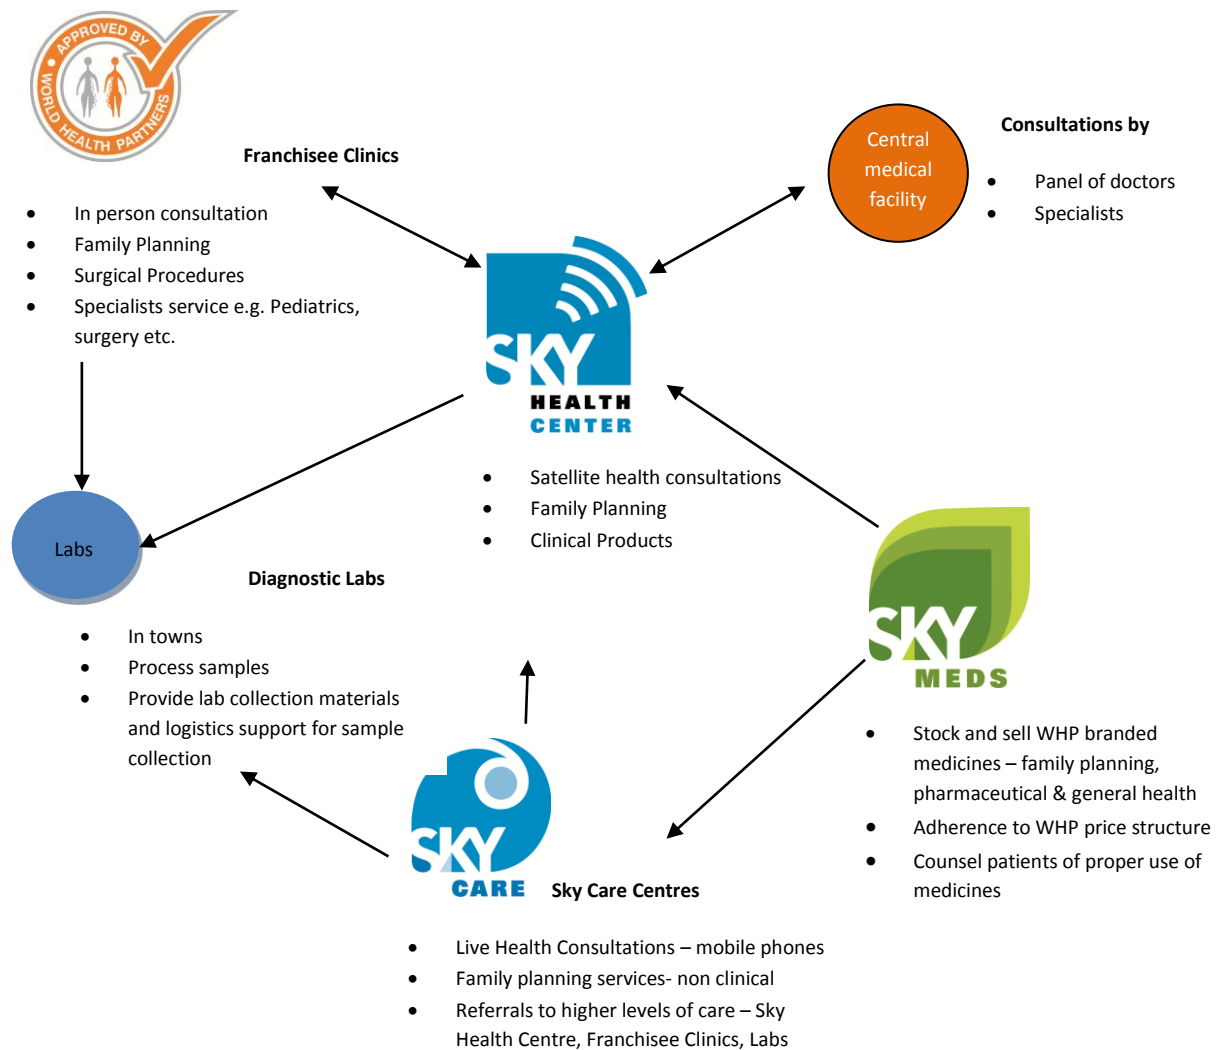 APPROVED BY
WORLD HEALTH PARTNERS
Franchisee Clinics
• In person consultation
• Family Planning
• Surgical Procedures
• Specialists service e.g. Pediatrics,
surgery etc.
Central
medical
facility
Consultations by
• Panel of doctors
• Specialists
SKY
HEALTH
CENTER
• Satellite health consultations
• Family Planning
• Clinical Products
Labs
Diagnostic Labs
• In towns
• Process samples
• Provide lab collection materials
and logistics support for sample
collection
SKY
MEDS
• Stock and sell WHP branded
medicines – family planning,
pharmaceutical & general health
• Adherence to WHP price structure
• Counsel patients of proper use of
medicines
SKY
CARE
Sky Care Centres
• Live Health Consultations – mobile phones
• Family planning services- non clinical
• Referrals to higher levels of care – Sky
Health Centre, Franchisee Clinics, Labs